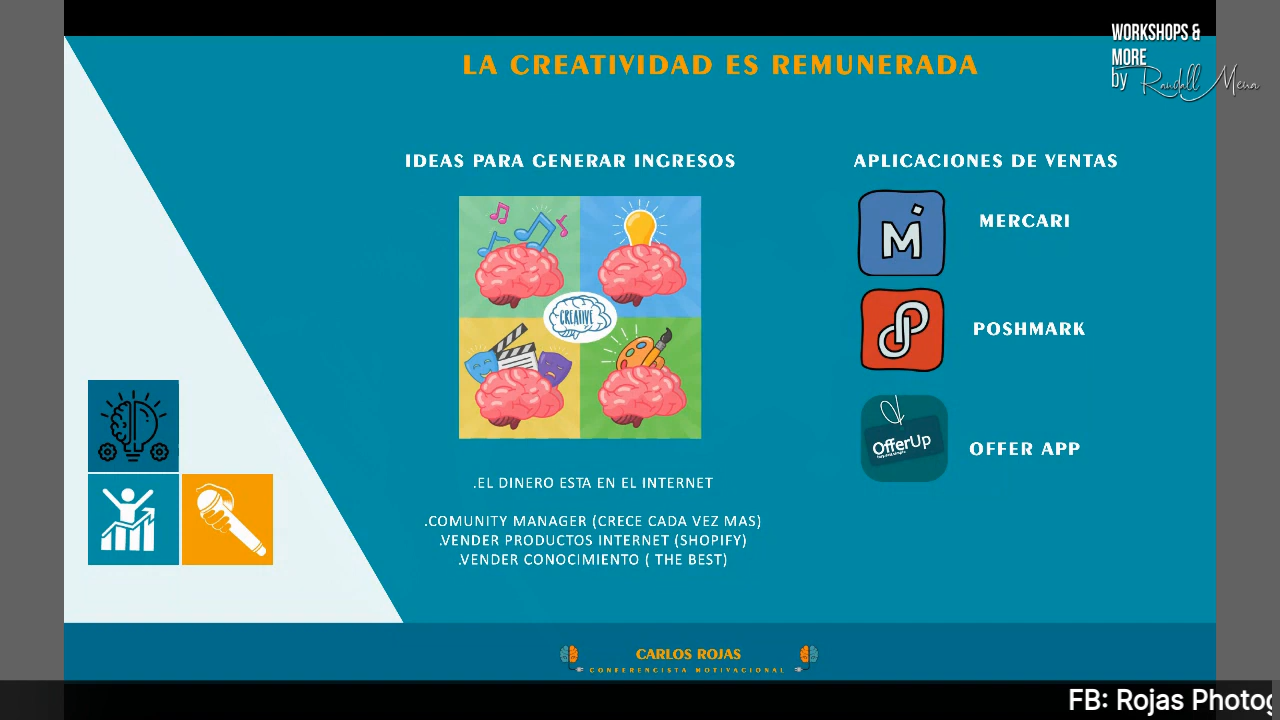 WORKSHOPS &
MORE
by Randall Mena
LA CREATIVIDAD ES REMUNERADA
IDEAS PARA GENERAR INGRESOS
CREATIVE
.EL DINERO ESTA EN EL INTERNET
.COMUNITY MANAGER (CRECE CADA VEZ MAS)
.VENDER PRODUCTOS INTERNET (SHOPIFY)
.VENDER CONOCIMIENTO ( THE BEST)
APLICACIONES DE VENTAS
M
MERCARI
POSHMARK
OfferUp
OFFER APP
CARLOS ROJAS
CONFERENCISTA MOTIVACIONAL
FB: Rojas Photog